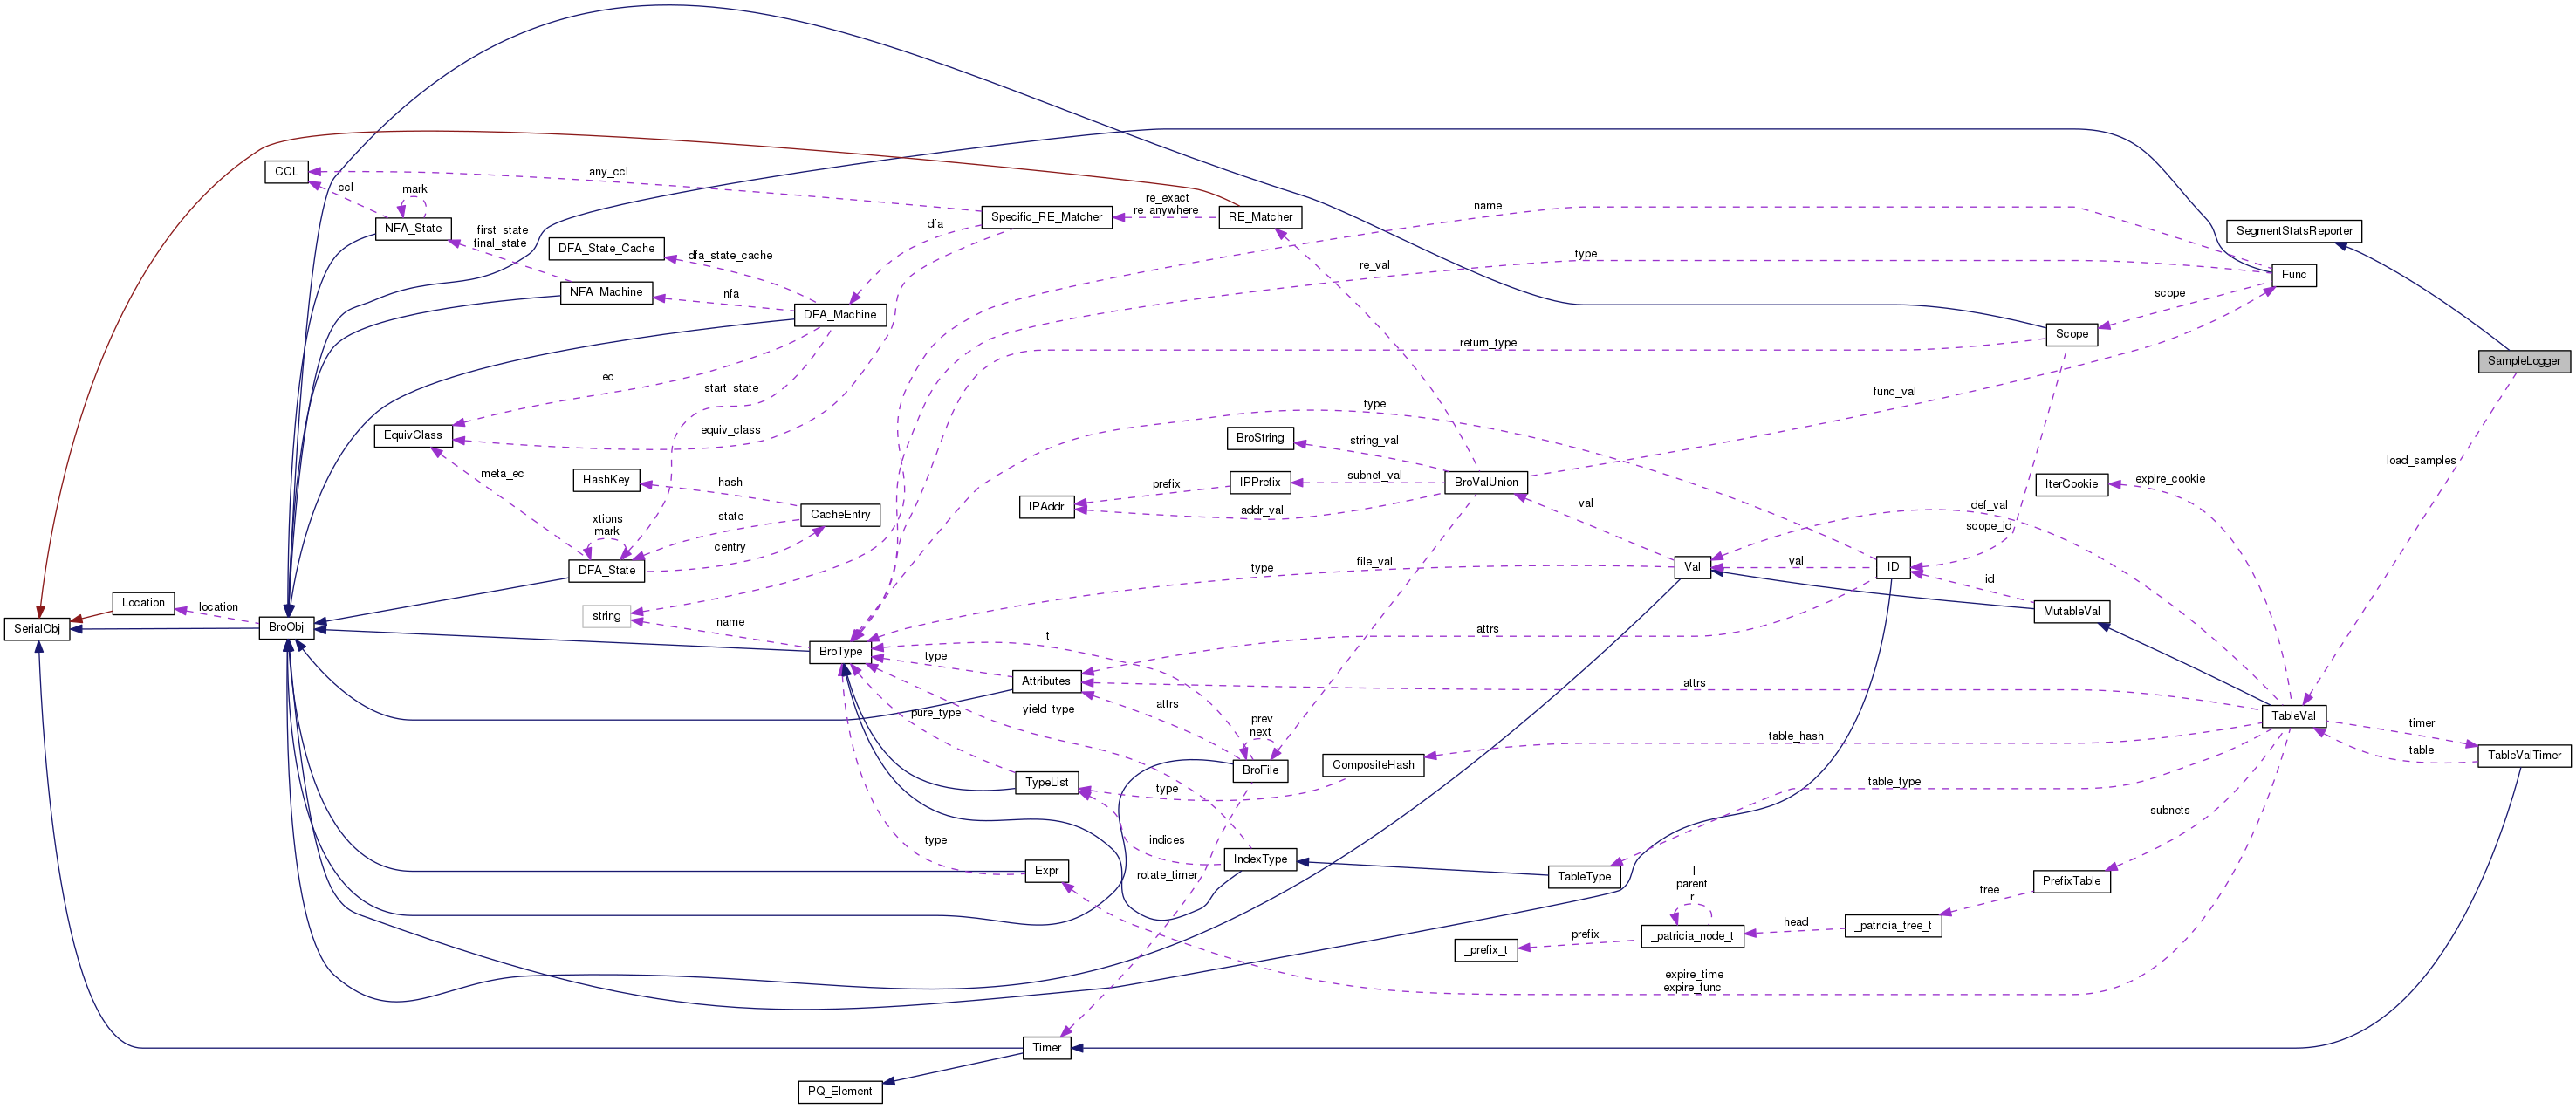 CCL
any_ccl
ccl
mark
NFA_State
first_state
final_state
DFA_State_Cache
dfa_state_cache
NFA_Machine
nfa
DFA_Machine
dfa
Specific_RE_Matcher
re_exact
re_anywhere
RE_Matcher
name
re_val
type
SegmentStatsReporter
Func
scope
Scope
return_type
SampleLogger
ec
start_state
equiv_class
EquivClass
meta_ec
HashKey
hash
CacheEntry
state
centry
xtions
mark
DFA_State
type
func_val
BroString
string_val
IPPrefix
subnet_val
prefix
IPAddr
addr_val
BroValUnion
val
IterCookie
expire_cookie
load_samples
def_val
scope_id
file_val
type
Val
val
ID
id
MutableVal
Location
location
SerialObj
BroObj
string
name
BroType
t
type
Attributes
attrs
attrs
attrs
pure_type
yield_type
prev
next
BroFile
TypeList
type
CompositeHash
table_hash
TableVal
timer
table
TableValTimer
table_type
subnets
type
Expr
indices
rotate_timer
IndexType
TableType
PrefixTable
tree
_patricia_tree_t
head
l
parent
r
_patricia_node_t
prefix
_prefix_t
expire_time
expire_func
Timer
PQ_Element